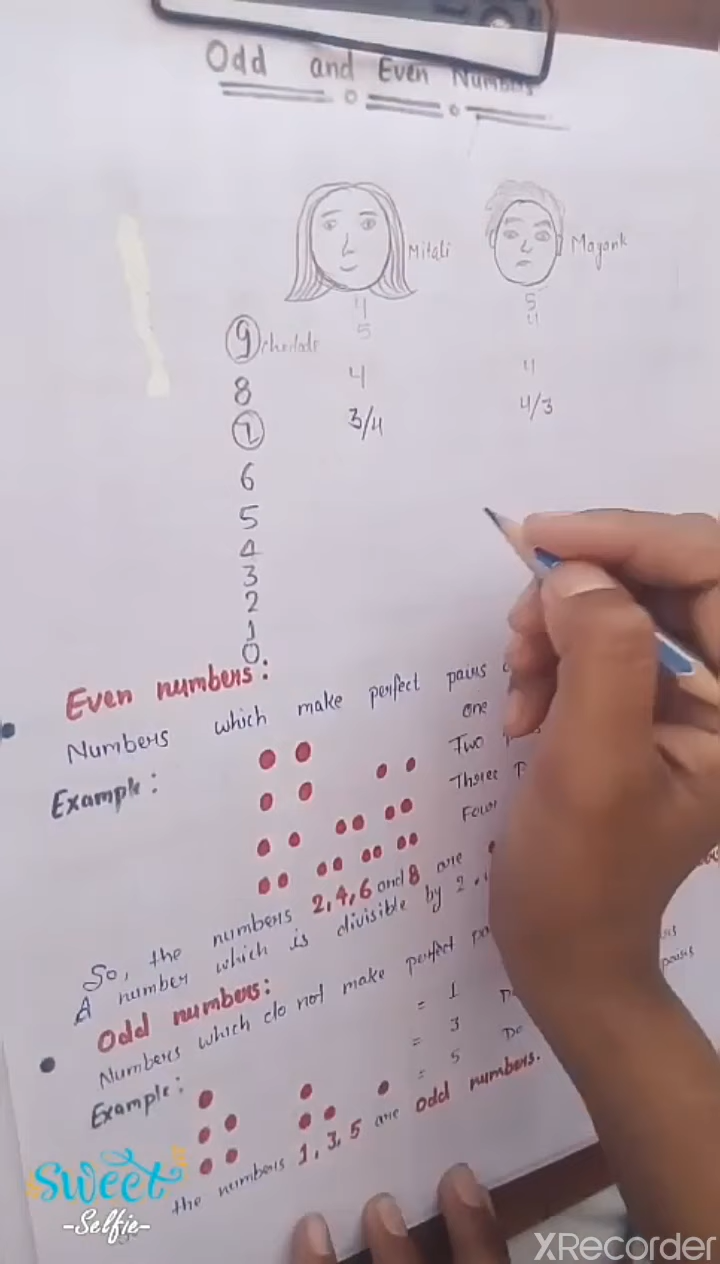 Odd and Even Numbers
Mitali
Mayank
4 5
5 4
9
8 4 4
7 3/4 4/3
6
5
4
3
2
1
0
Even numbers:
Numbers which make perfect pairs
Example: one
Two
Three
Four
So, the numbers 2, 4, 6 and 8 are
A number which is divisible by 2.
Odd numbers:
Numbers which do not make perfect
Example: = 1
= 3 Do
= 5
the numbers 1, 3, 5 are odd numbers.
Sweet
-Selfie-
XRecorder